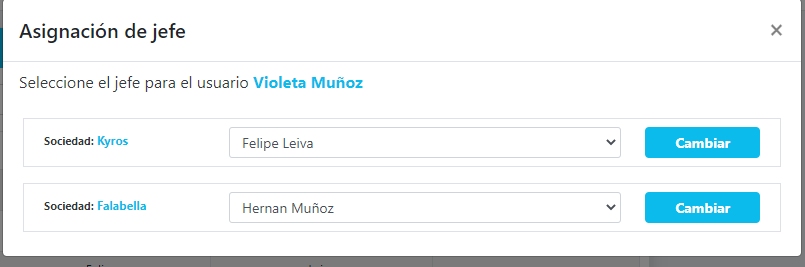 Asignación de jefe
×
Seleccione el jefe para el usuario Violeta Muñoz
Sociedad: Kyros Felipe Leiva Cambiar
Sociedad: Falabella Hernan Muñoz Cambiar